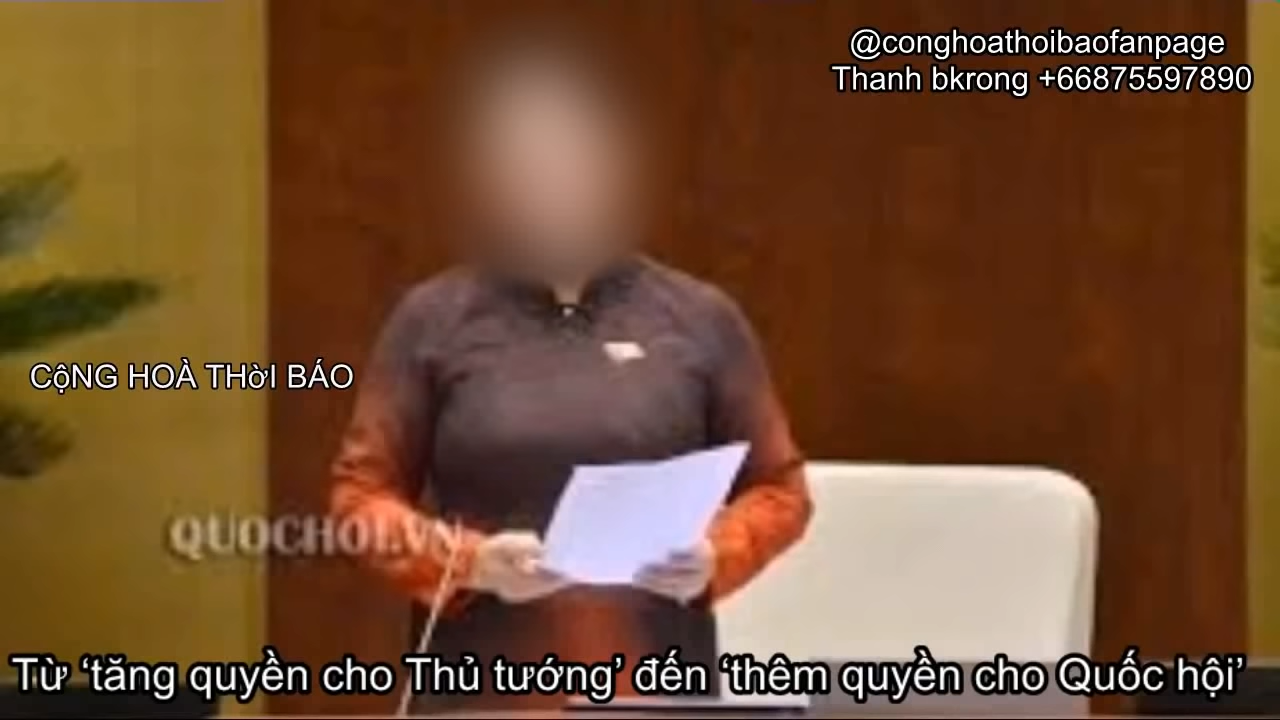 @conghoathoibaofanpage
Thanh bkrong +66875597890
CộNG HOÀ THờI BÁO
QUOCHOI.VN
Từ ‘tăng quyền cho Thủ tướng’ đến ‘thêm quyền cho Quốc hội’